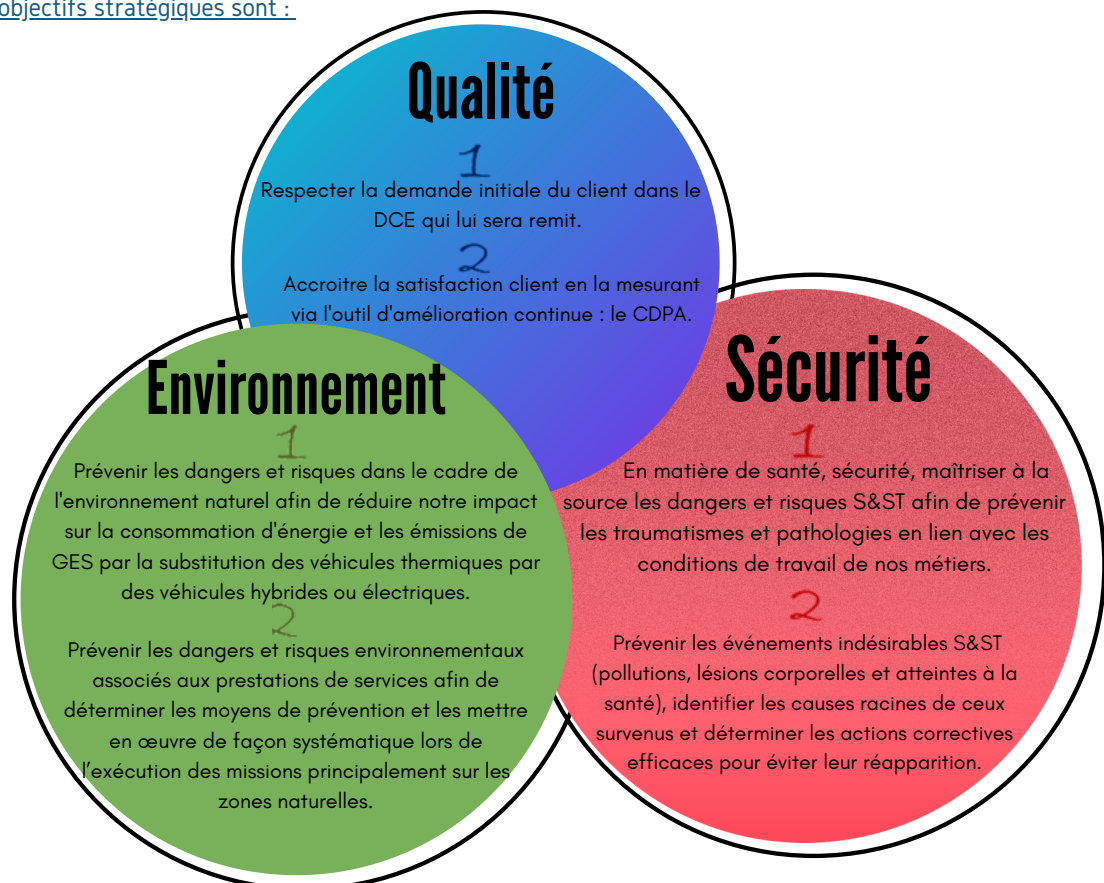 objectifs stratégiques sont :
Qualité
1
Respecter la demande initiale du client dans le
DCE qui lui sera remit.
2
Accroitre la satisfaction client en la mesurant
via l'outil d'amélioration continue : le CDPA.
Environnement
1
Prévenir les dangers et risques dans le cadre de
l'environnement naturel afin de réduire notre impact
sur la consommation d'énergie et les émissions de
GES par la substitution des véhicules thermiques par
des véhicules hybrides ou électriques.
2
Prévenir les dangers et risques environnementaux
associés aux prestations de services afin de
déterminer les moyens de prévention et les mettre
en œuvre de façon systématique lors de
l'exécution des missions principalement sur les
zones naturelles.
Sécurité
1
En matière de santé, sécurité, maîtriser à la
source les dangers et risques S&ST afin de prévenir
les traumatismes et pathologies en lien avec les
conditions de travail de nos métiers.
2
Prévenir les événements indésirables S&ST
(pollutions, lésions corporelles et atteintes à la
santé), identifier les causes racines de ceux
survenus et déterminer les actions correctives
efficaces pour éviter leur réapparition.